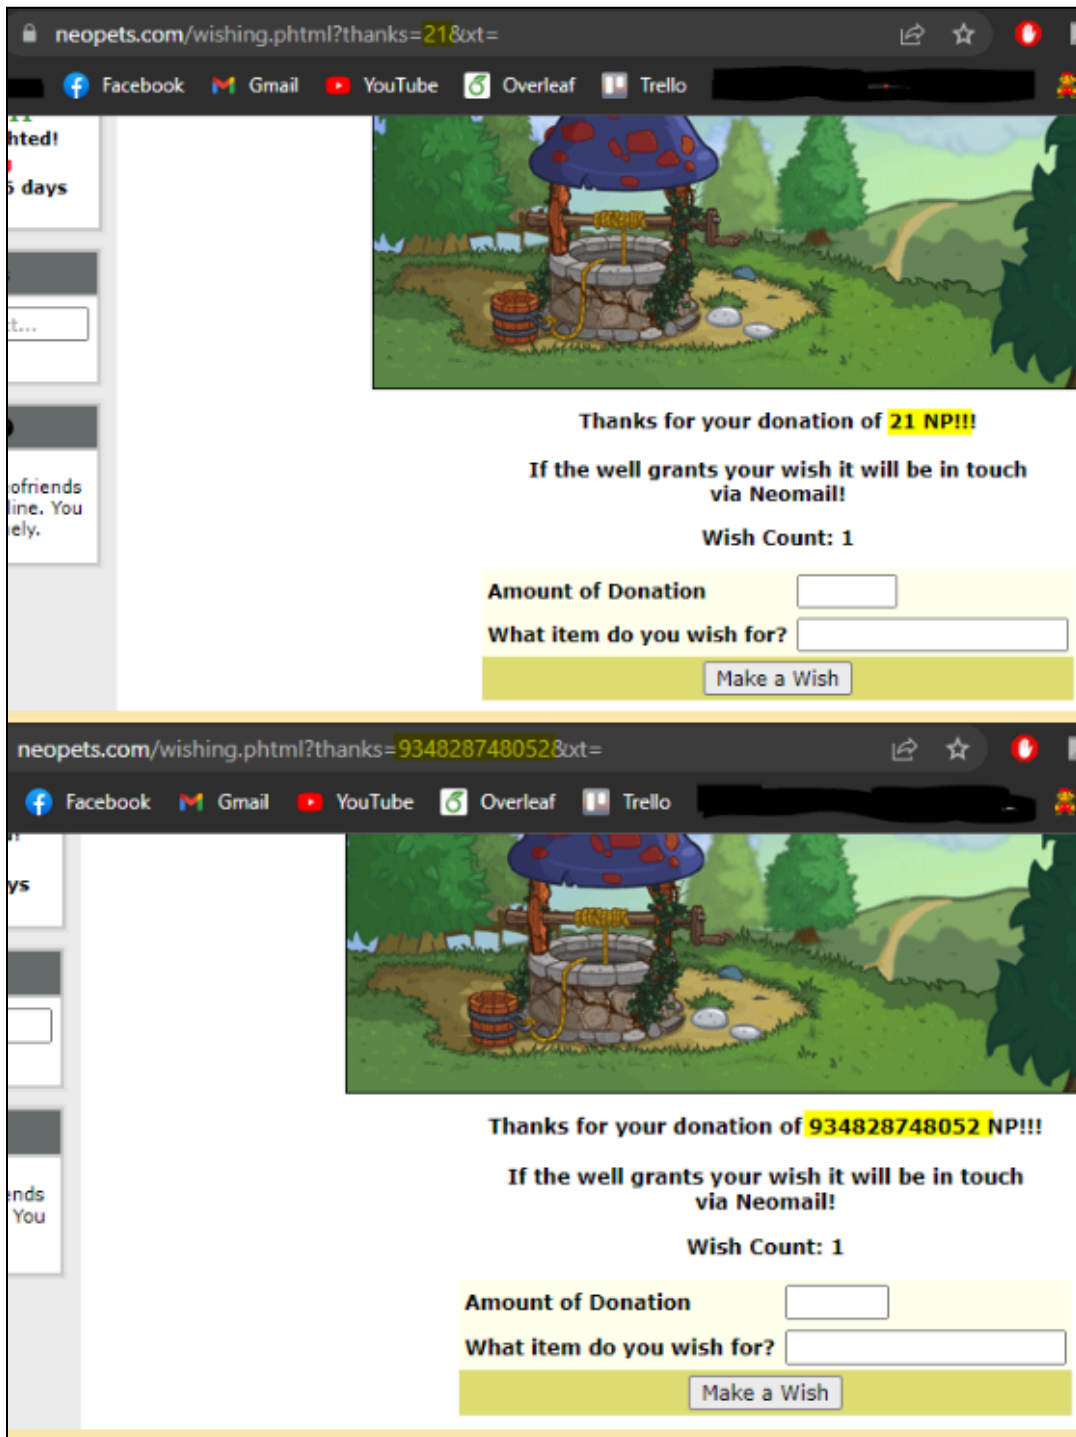 neopets.com/wishing.phtml?thanks=21&xt=
Facebook Gmail YouTube Overleaf Trello
hted!
5 days
t...
ofriends
line. You
ely.
Thanks for your donation of 21 NP!!!
If the well grants your wish it will be in touch
via Neomail!
Wish Count: 1
Amount of Donation
What item do you wish for?
Make a Wish
neopets.com/wishing.phtml?thanks=934828748052&xt=
Facebook Gmail YouTube Overleaf Trello
ys
ends
You
Thanks for your donation of 934828748052 NP!!!
If the well grants your wish it will be in touch
via Neomail!
Wish Count: 1
Amount of Donation
What item do you wish for?
Make a Wish